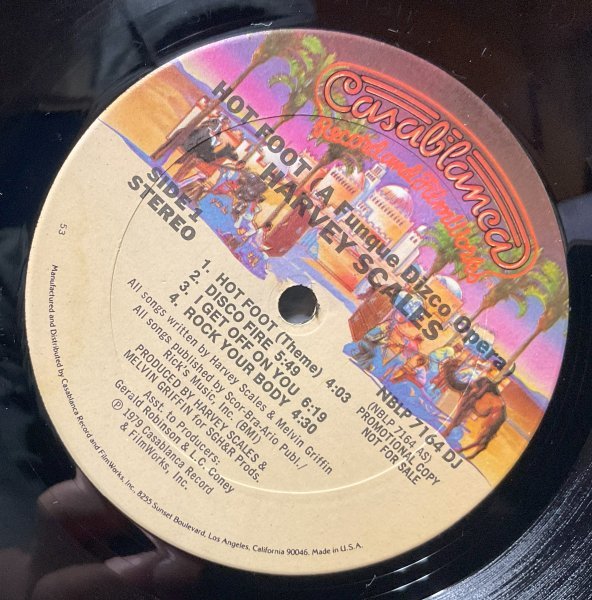 Casablanca
Record and FilmWorks
HOT FOOT (A Funque Dizco Opera)
HARVEY SCALES
SIDE 1
STEREO
NBLP 7164 DJ
(NBLP 7164 AS)
PROMOTIONAL COPY
NOT FOR SALE
1. HOT FOOT (Theme) 4:03
2. DISCO FIRE 5:49
3. I GET OFF ON YOU 6:19
4. ROCK YOUR BODY 4:30
All songs written by Harvey Scales & Melvin Griffin
All songs published by Scor-Bra-Ario Pub./
Rick's Music, Inc. (BMI)
PRODUCED BY HARVEY SCALES &
MELVIN GRIFFIN for JGH&R Prods.
Asst. to Producers:
Gerald Robinson & L.C. Coney
℗ 1979 Casablanca Record
& FilmWorks, Inc.
53
Manufactured and Distributed by Casablanca Record and FilmWorks, Inc., 8255 Sunset Boulevard, Los Angeles, California 90046. Made in U.S.A.